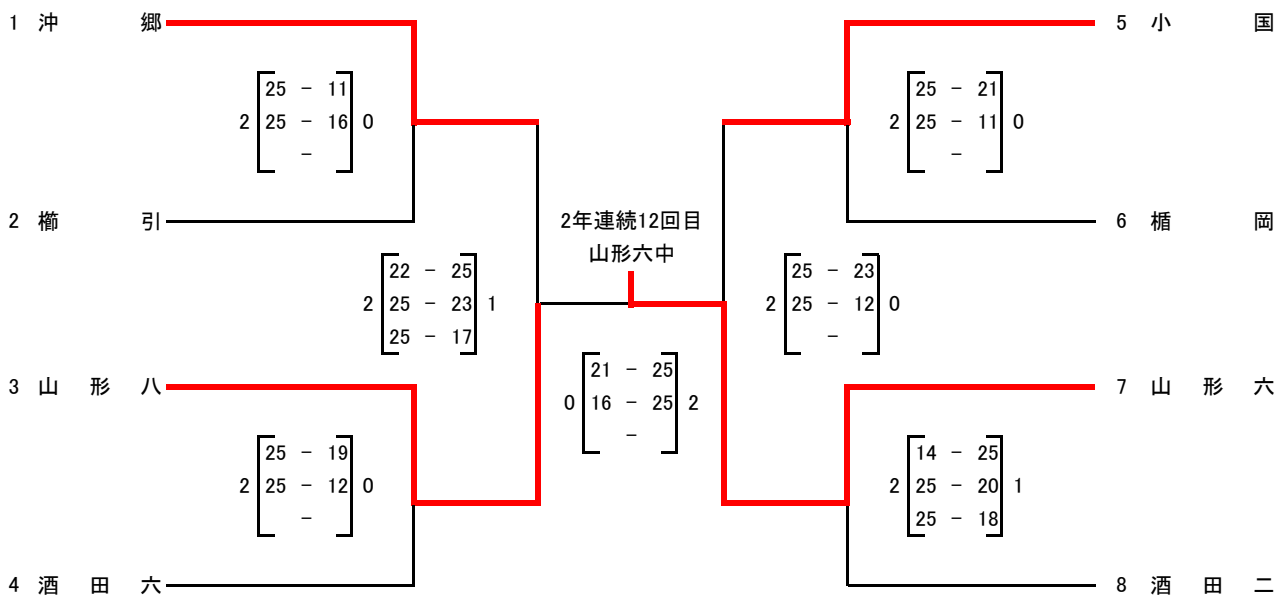 1 沖 郷
2 [25 - 11] 0
25 - 16
-
2 櫛 引
2 [22 - 25] 1
25 - 23
25 - 17
3 山 形 八
2 [25 - 19] 0
25 - 12
-
4 酒 田 六
2年連続12回目
山形六中
0 [21 - 25] 2
16 - 25
-
5 小 国
2 [25 - 21] 0
25 - 11
-
6 楯 岡
2 [25 - 23] 0
25 - 12
-
7 山 形 六
2 [14 - 25] 1
25 - 20
25 - 18
8 酒 田 二